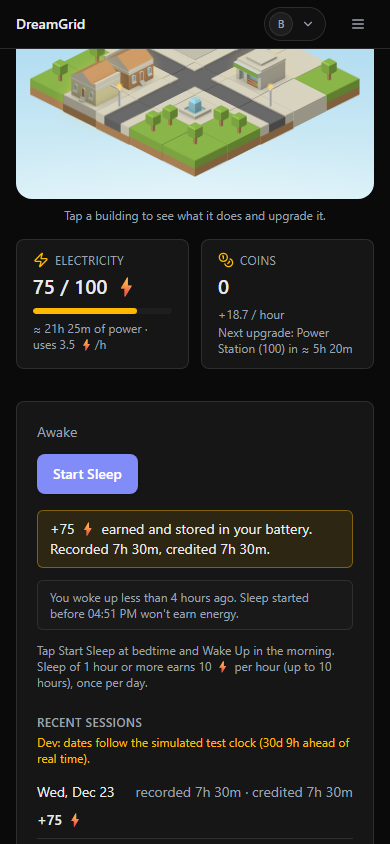 DreamGrid
B
Tap a building to see what it does and upgrade it.
ELECTRICITY
75 / 100
≈ 21h 25m of power ·
uses 3.5 /h
COINS
0
+18.7 / hour
Next upgrade: Power
Station (100) in ≈ 5h 20m
Awake
Start Sleep
+75 earned and stored in your battery.
Recorded 7h 30m, credited 7h 30m.
You woke up less than 4 hours ago. Sleep started
before 04:51 PM won't earn energy.
Tap Start Sleep at bedtime and Wake Up in the morning.
Sleep of 1 hour or more earns 10 per hour (up to 10
hours), once per day.
RECENT SESSIONS
Dev: dates follow the simulated test clock (30d 9h ahead of
real time).
Wed, Dec 23 recorded 7h 30m · credited 7h 30m
+75